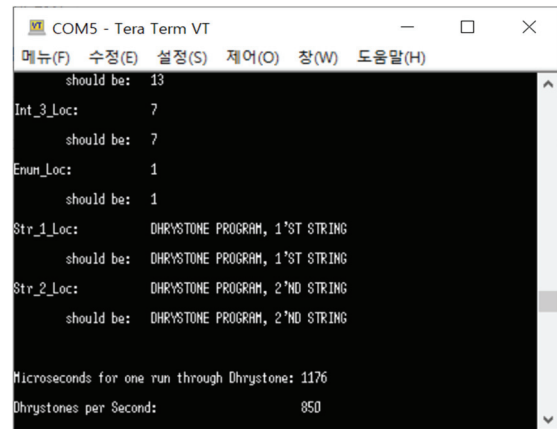 COM5 - Tera Term VT
메뉴(F) 수정(E) 설정(S) 제어(O) 창(W) 도움말(H)
should be: 13
Int_3_Loc: 7
should be: 7
Enum_Loc: 1
should be: 1
Str_1_Loc: DHRYSTONE PROGRAM, 1'ST STRING
should be: DHRYSTONE PROGRAM, 1'ST STRING
Str_2_Loc: DHRYSTONE PROGRAM, 2'ND STRING
should be: DHRYSTONE PROGRAM, 2'ND STRING
Microseconds for one run through Dhrystone: 1176
Dhrystones per Second: 850